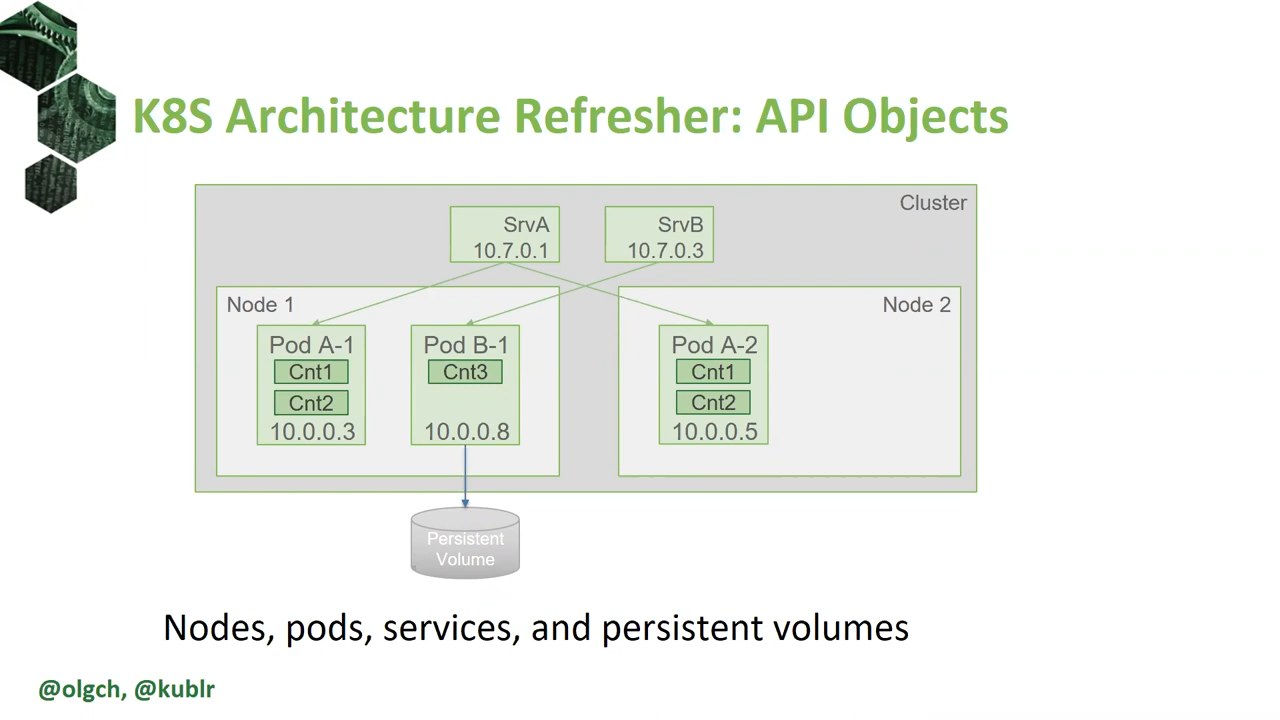 K8S Architecture Refresher: API Objects
Cluster
SrvA
10.7.0.1
SrvB
10.7.0.3
Node 1
Node 2
Pod A-1
Cnt1
Cnt2
10.0.0.3
Pod B-1
Cnt3
10.0.0.8
Pod A-2
Cnt1
Cnt2
10.0.0.5
Persistent
Volume
Nodes, pods, services, and persistent volumes
@olgch, @kublr